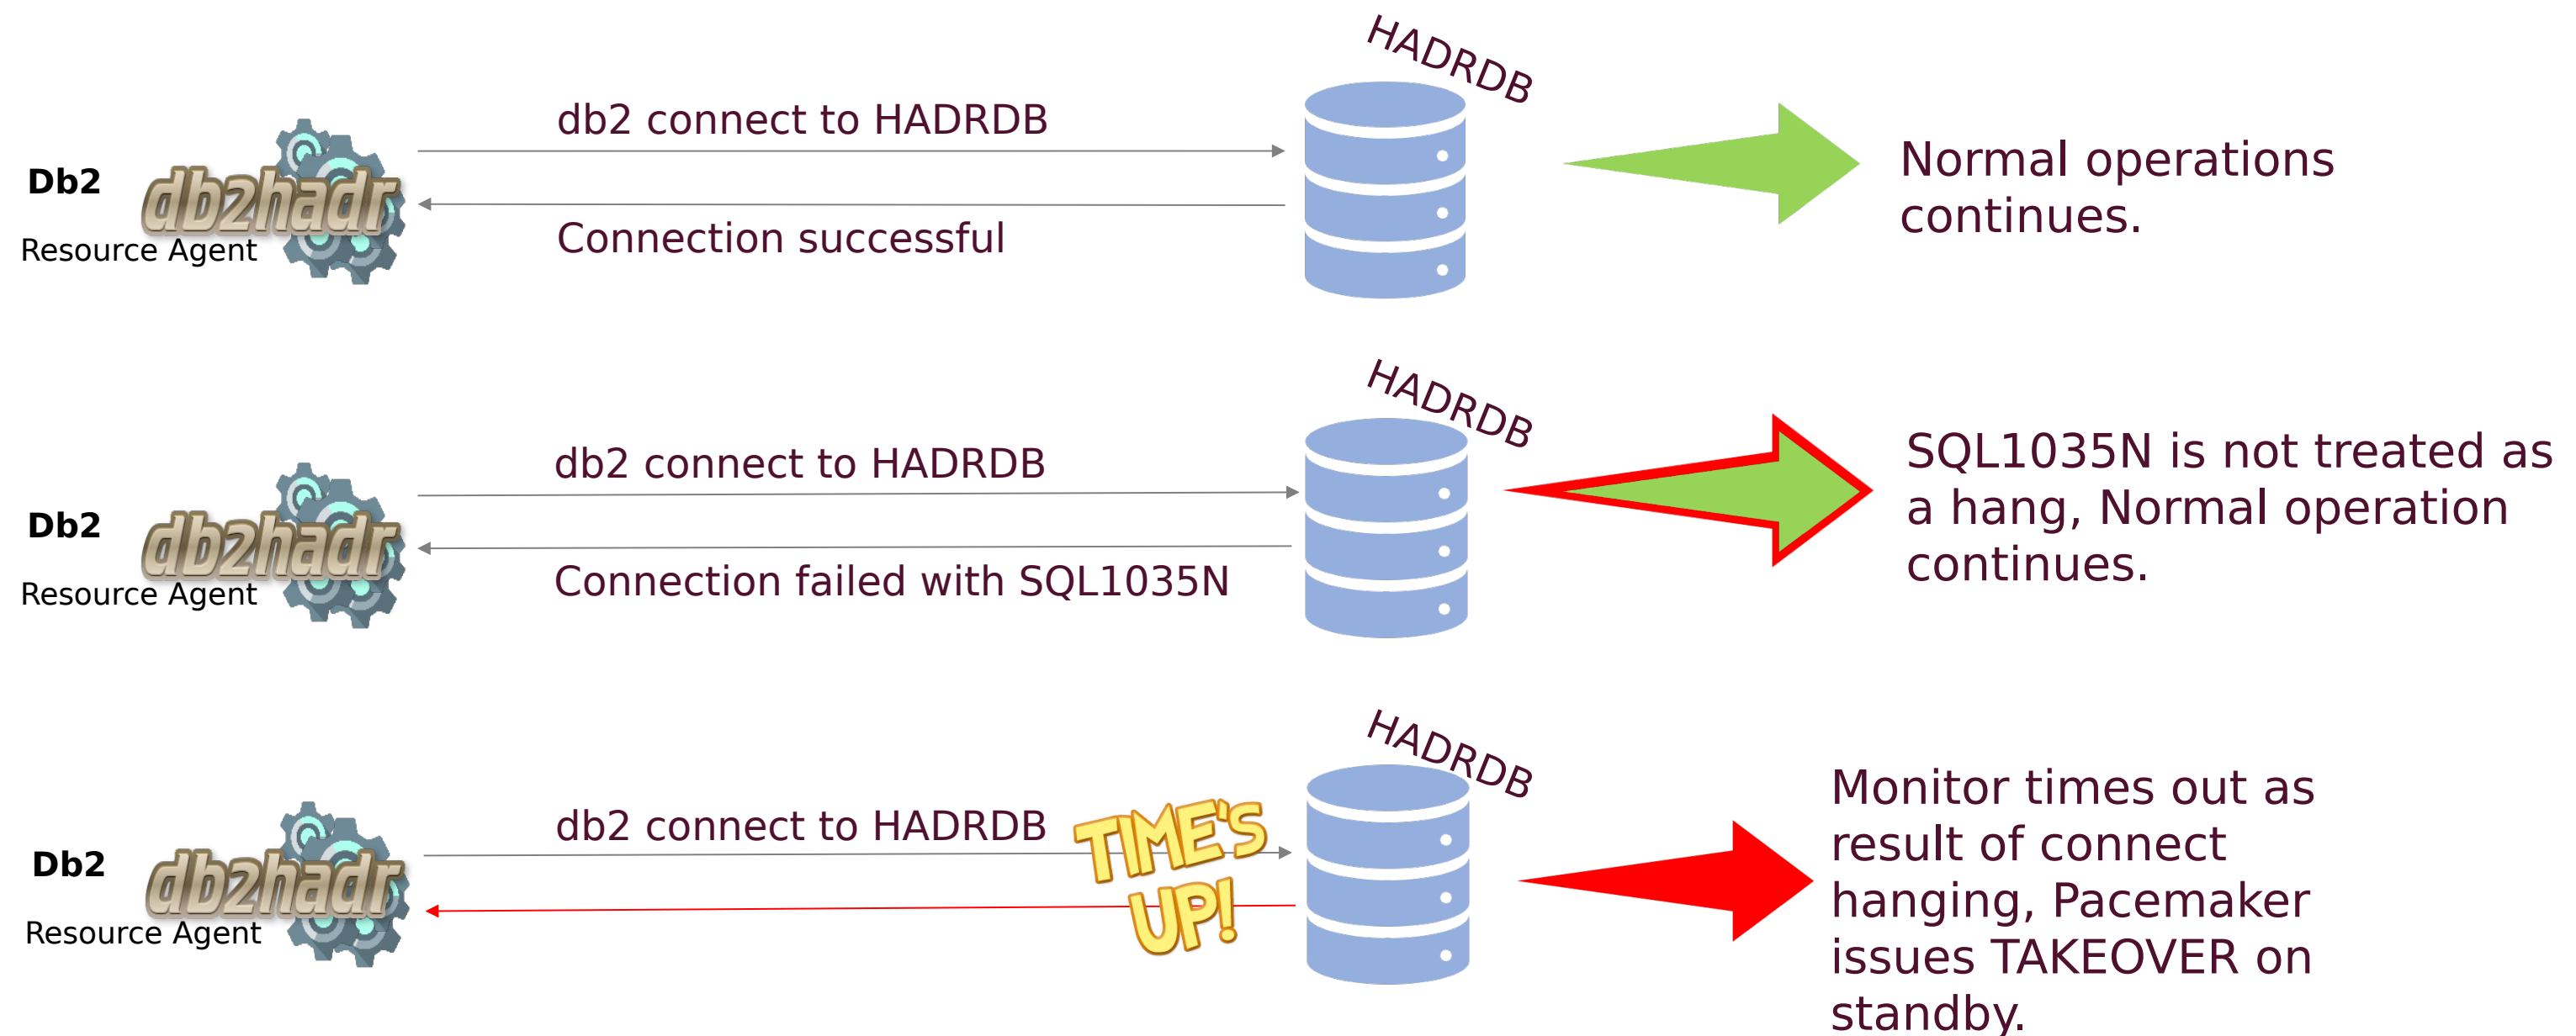 HADRDB
db2 connect to HADRDB
Db2
db2hadr
Resource Agent
Connection successful
Normal operations
continues.
HADRDB
db2 connect to HADRDB
Db2
db2hadr
Resource Agent
Connection failed with SQL1035N
SQL1035N is not treated as
a hang, Normal operation
continues.
HADRDB
db2 connect to HADRDB
TIME'S
UP!
Db2
db2hadr
Resource Agent
Monitor times out as
result of connect
hanging, Pacemaker
issues TAKEOVER on
standby.